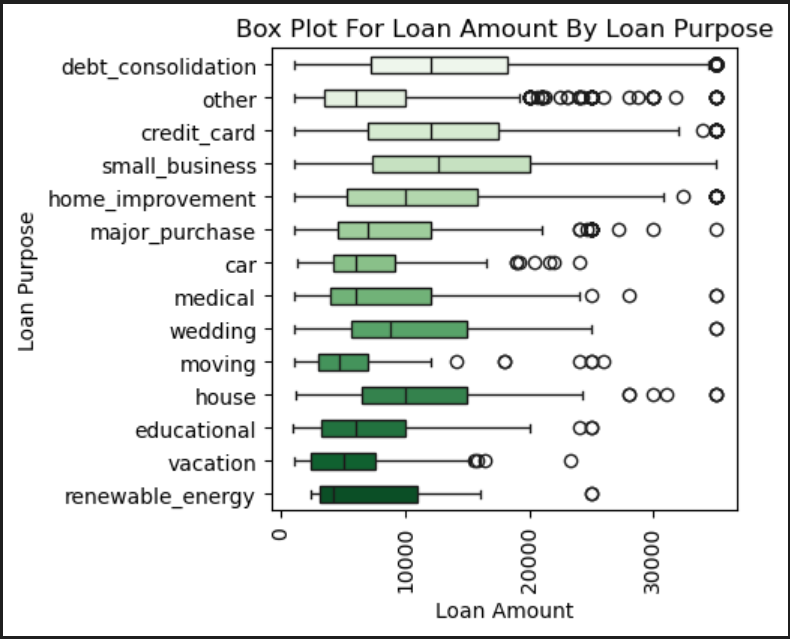 Box Plot For Loan Amount By Loan Purpose
debt_consolidation
other
credit_card
small_business
home_improvement
major_purchase
car
medical
wedding
moving
house
educational
vacation
renewable_energy
Loan Purpose
0
10000
20000
30000
Loan Amount